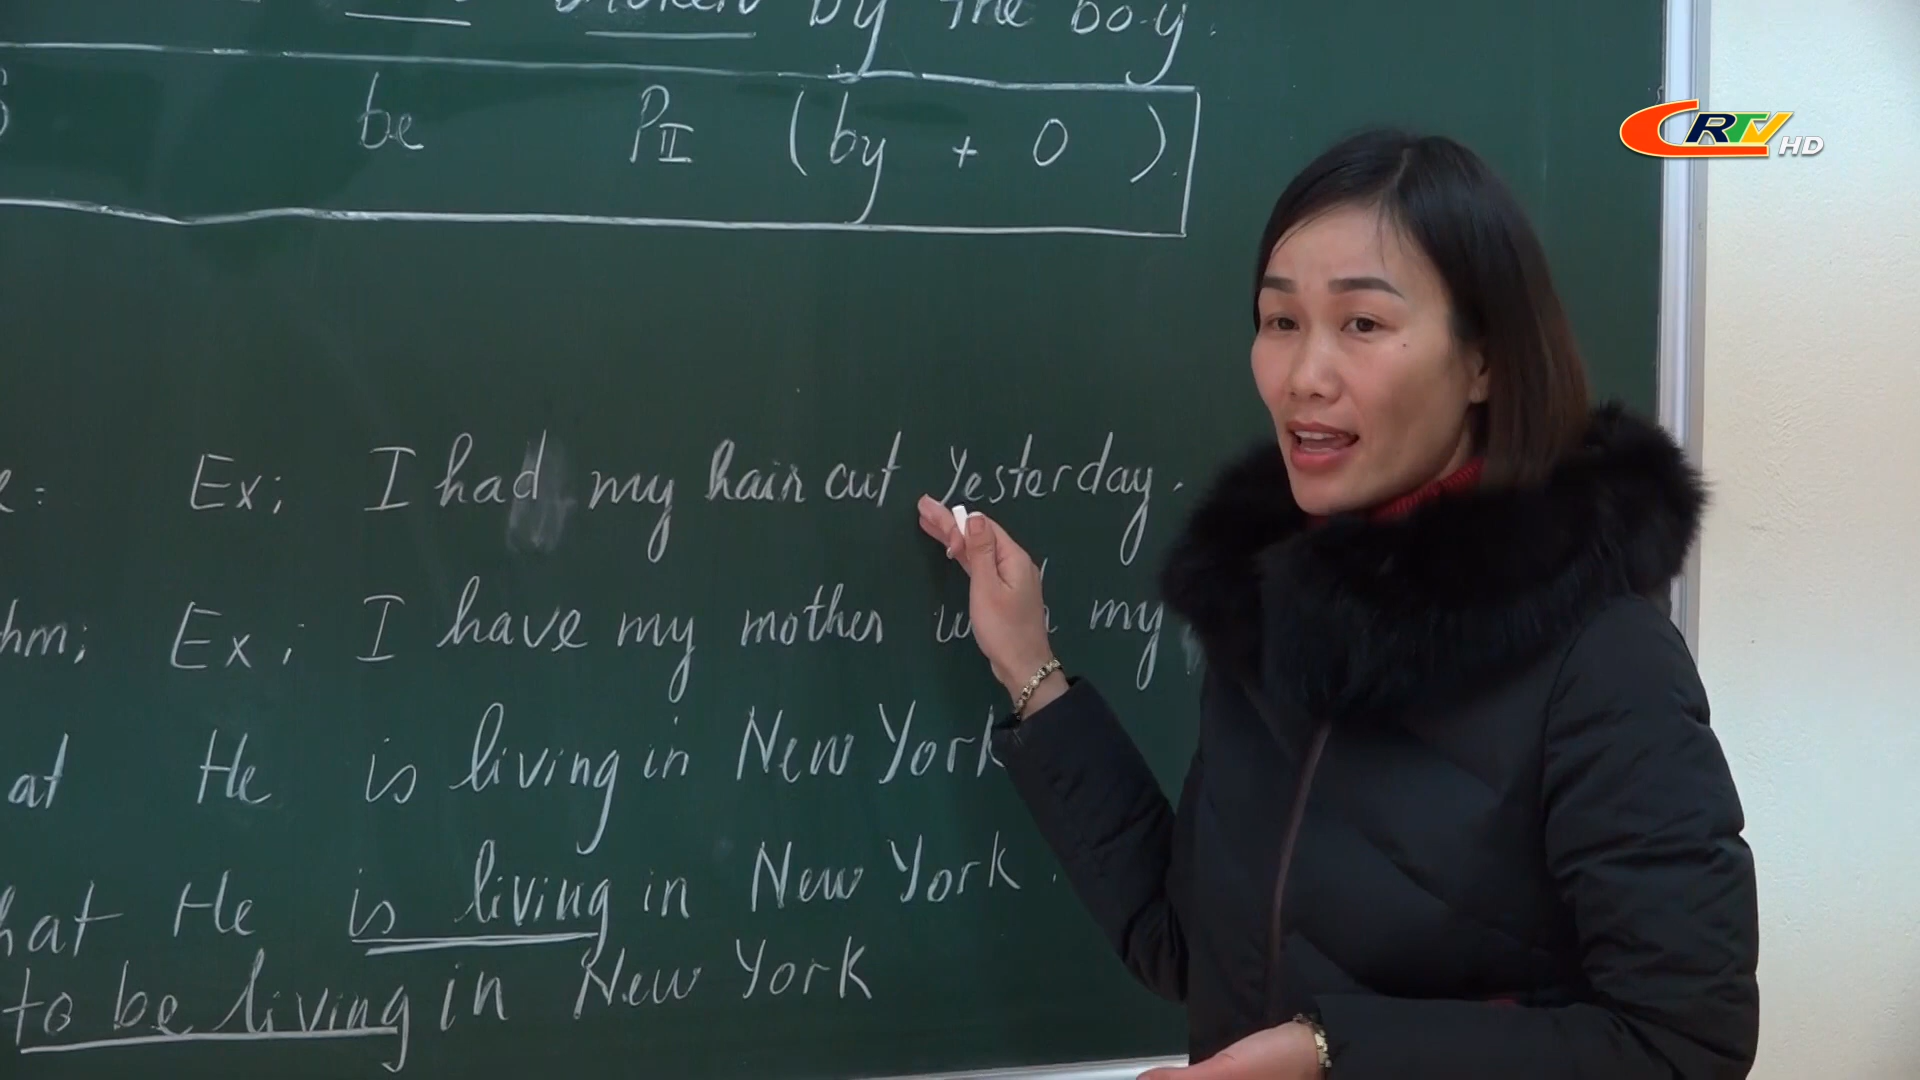 broken by the boy.
S be PII (by + O).
CRTV HD
Ex: I had my hair cut yesterday.
Ex: I have my mother my
at He is living in New York
hat He is living in New York.
to be living in New York